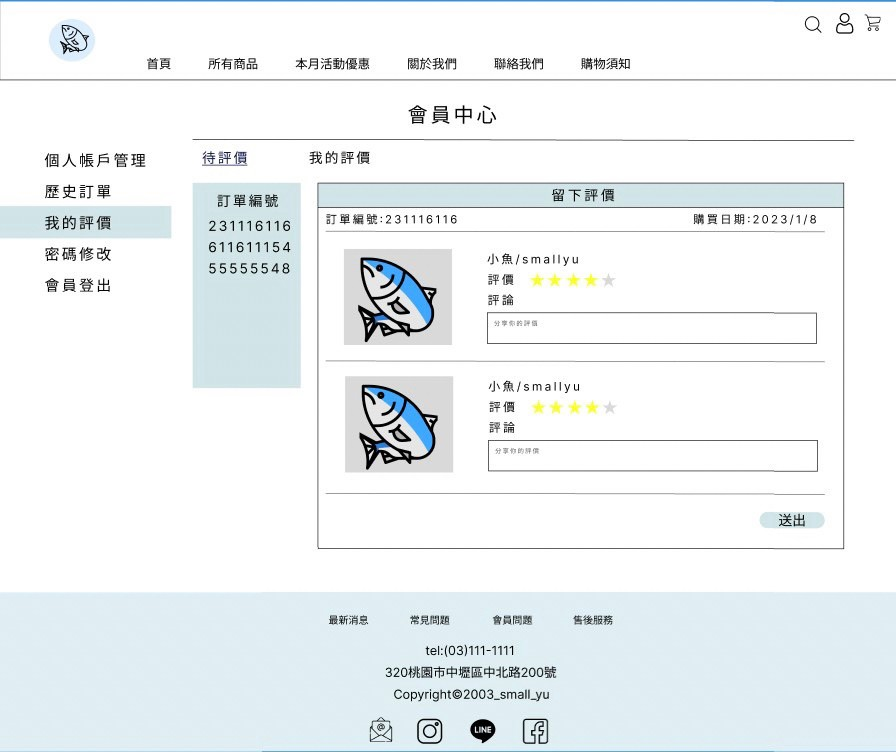 首頁 所有商品 本月活動優惠 關於我們 聯絡我們 購物須知
會員中心
個人帳戶管理
歷史訂單
我的評價
密碼修改
會員登出
待評價 我的評價
訂單編號
231116116
611611154
55555548
留下評價
訂單編號:231116116 購買日期:2023/1/8
小魚/smallyu
評價
評論
分享你的評價
小魚/smallyu
評價
評論
分享你的評價
送出
最新消息 常見問題 會員問題 售後服務
tel:(03)111-1111
320桃園市中壢區中北路200號
Copyright©2003_small_yu
LINE